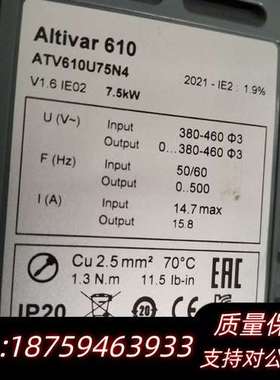 Altivar 610
ATV610U75N4
2021 - IE2 : 1.9%
V1.6 IE02 7.5kW
U (V~) Input 380-460 Φ3
Output 0...380-460 Φ3
F (Hz) Input 50/60
Output 0...500
I (A) Input 14.7 max
Output 15.8
Cu 2.5 mm² 70°C
1.3 N.m 11.5 lb-in
EAC
IP20
20
质量保
:18759463933
支持对公